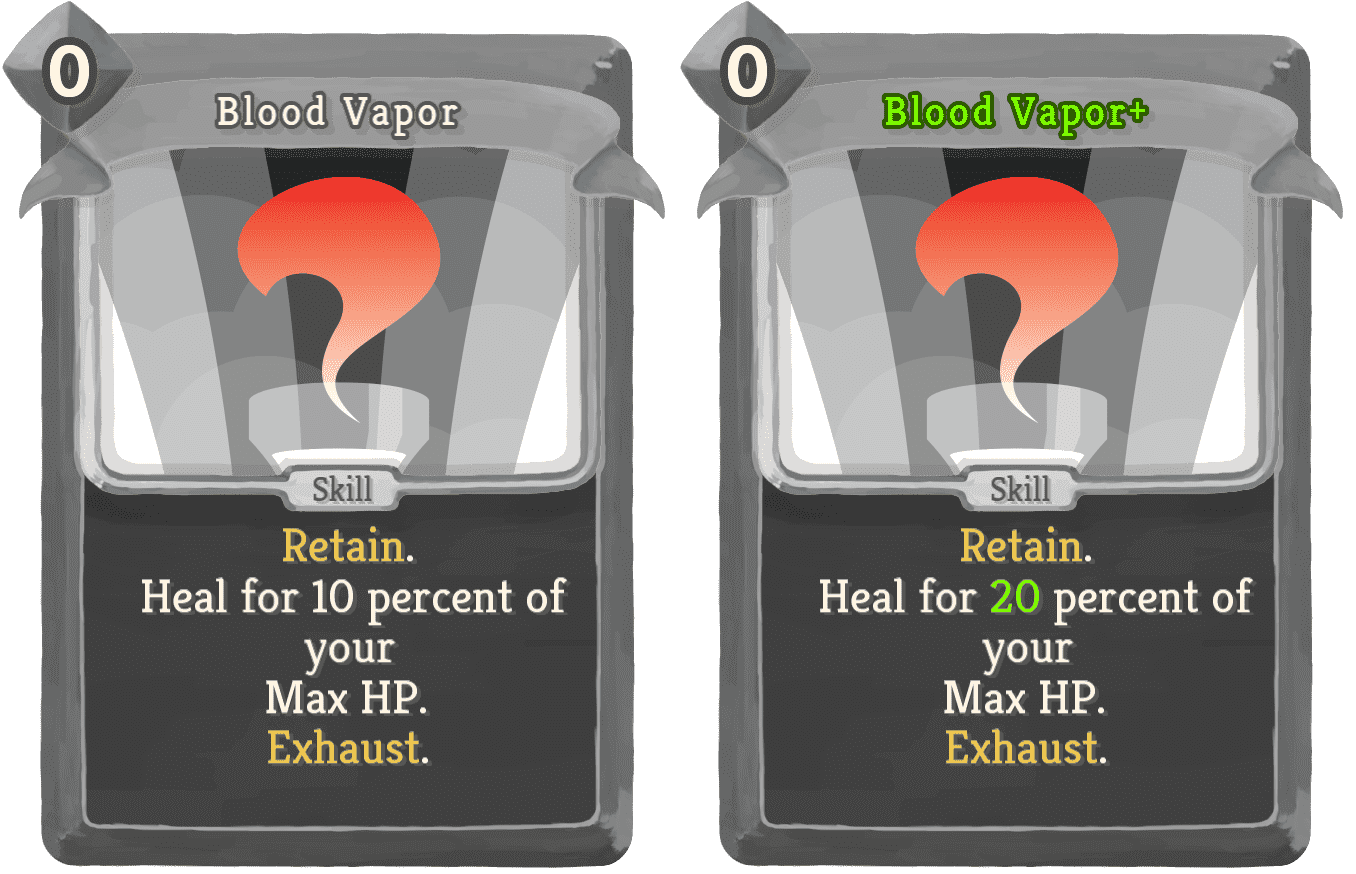 0
Blood Vapor
Skill
Retain.
Heal for 10 percent of
your
Max HP.
Exhaust.
0
Blood Vapor+
Skill
Retain.
Heal for 20 percent of
your
Max HP.
Exhaust.